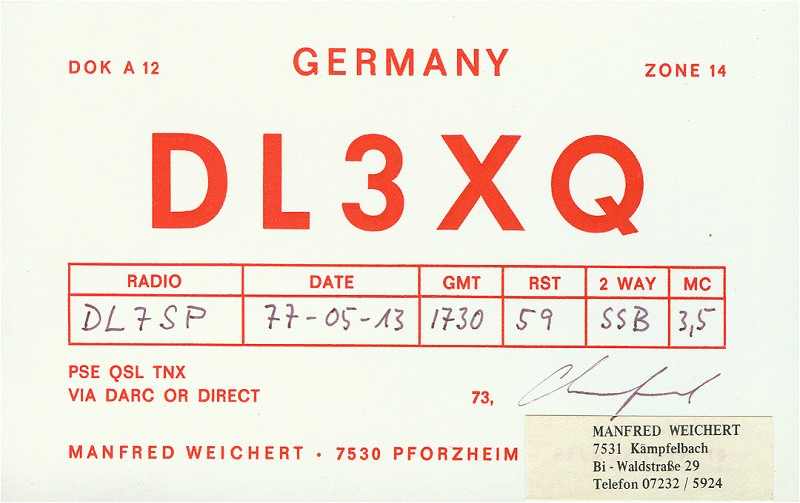 DOK A 12 GERMANY ZONE 14
DL3XQ
RADIO DATE GMT RST 2 WAY MC
DL7SP 77-05-13 1730 59 SSB 3,5
PSE QSL TNX
VIA DARC OR DIRECT 73,
MANFRED WEICHERT · 7530 PFORZHEIM
MANFRED WEICHERT
7531 Kämpfelbach
Bi - Waldstraße 29
Telefon 07232 / 5924